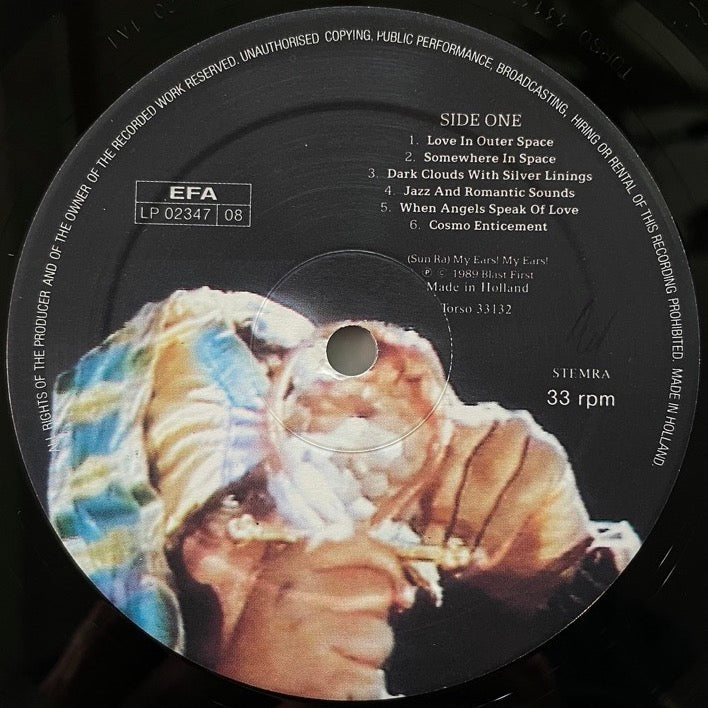 ALL RIGHTS OF THE PRODUCER AND OF THE OWNER OF THE RECORDED WORK RESERVED. UNAUTHORISED COPYING, PUBLIC PERFORMANCE, BROADCASTING, HIRING OR RENTAL OF THIS RECORDING PROHIBITED. MADE IN HOLLAND.
SIDE ONE
1. Love In Outer Space
2. Somewhere In Space
3. Dark Clouds With Silver Linings
4. Jazz And Romantic Sounds
5. When Angels Speak Of Love
6. Cosmo Enticement
EFA
LP 02347 08
(Sun Ra) My Ears! My Ears!
℗ © 1989 Blast First
Made in Holland
Torso 33132
STEMRA
33 rpm